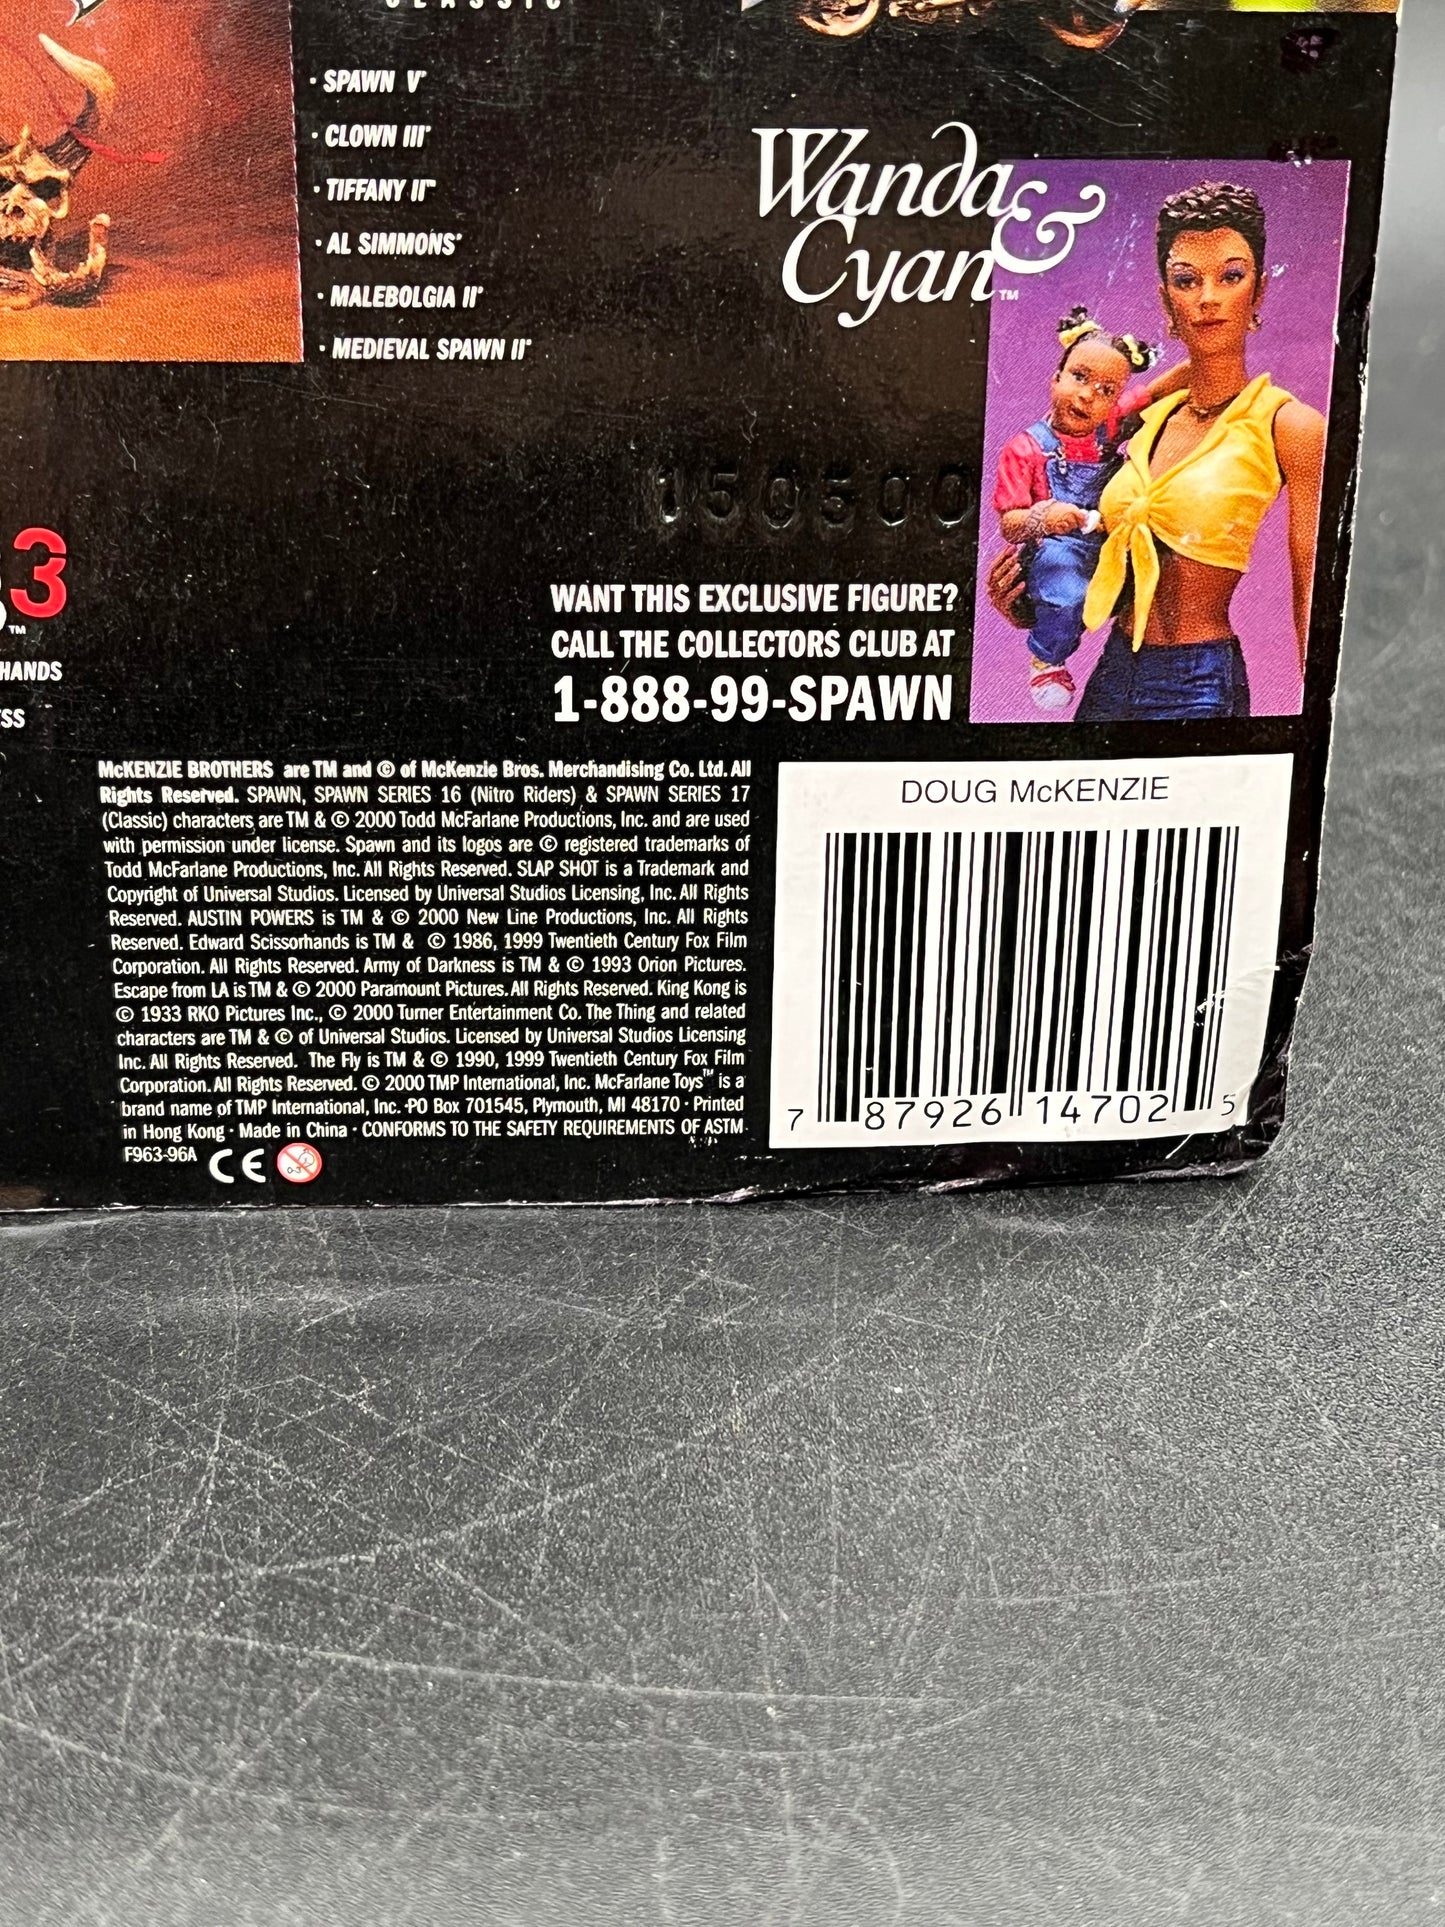 CLASSIC
· SPAWN V®
· CLOWN III®
· TIFFANY II™
· AL SIMMONS®
· MALEBOLGIA II®
· MEDIEVAL SPAWN II®
Wanda &
Cyan™
150500
3™
HANDS
WANT THIS EXCLUSIVE FIGURE?
CALL THE COLLECTORS CLUB AT
1-888-99-SPAWN
McKENZIE BROTHERS are TM and © of McKenzie Bros. Merchandising Co. Ltd. All
Rights Reserved. SPAWN, SPAWN SERIES 16 (Nitro Riders) & SPAWN SERIES 17
(Classic) characters are TM & © 2000 Todd McFarlane Productions, Inc. and are used
with permission under license. Spawn and its logos are © registered trademarks of
Todd McFarlane Productions, Inc. All Rights Reserved. SLAP SHOT is a Trademark and
Copyright of Universal Studios. Licensed by Universal Studios Licensing, Inc. All Rights
Reserved. AUSTIN POWERS is TM & © 2000 New Line Productions, Inc. All Rights
Reserved. Edward Scissorhands is TM & © 1986, 1999 Twentieth Century Fox Film
Corporation. All Rights Reserved. Army of Darkness is TM & © 1993 Orion Pictures.
Escape from LA is TM & © 2000 Paramount Pictures. All Rights Reserved. King Kong is
© 1933 RKO Pictures Inc., © 2000 Turner Entertainment Co. The Thing and related
characters are TM & © of Universal Studios. Licensed by Universal Studios Licensing
Inc. All Rights Reserved. The Fly is TM & © 1990, 1999 Twentieth Century Fox Film
Corporation. All Rights Reserved. © 2000 TMP International, Inc. McFarlane Toys™ is a
brand name of TMP International, Inc. · PO Box 701545, Plymouth, MI 48170 · Printed
in Hong Kong · Made in China · CONFORMS TO THE SAFETY REQUIREMENTS OF ASTM
F963-96A CE 0-3
DOUG McKENZIE
7 87926 14702 5